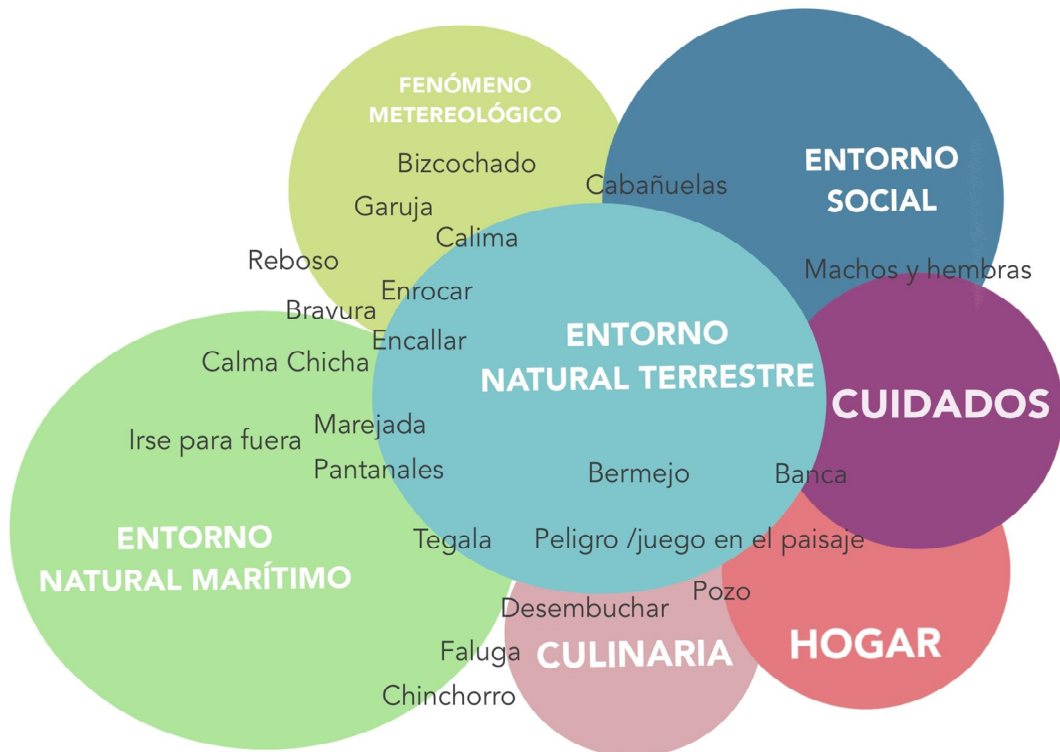 FENÓMENO
METEREOLÓGICO
Bizcochado
Garuja
Calima
Cabañuelas
ENTORNO
SOCIAL
Reboso
Enrocar
Bravura
Encallar
Calma Chicha
Machos y hembras
ENTORNO
NATURAL TERRESTRE
CUIDADOS
Irse para fuera
Marejada
Pantanales
Bermejo
Banca
ENTORNO
NATURAL MARÍTIMO
Tegala
Peligro /juego en el paisaje
Pozo
Desembuchar
Faluga
CULINARIA
HOGAR
Chinchorro